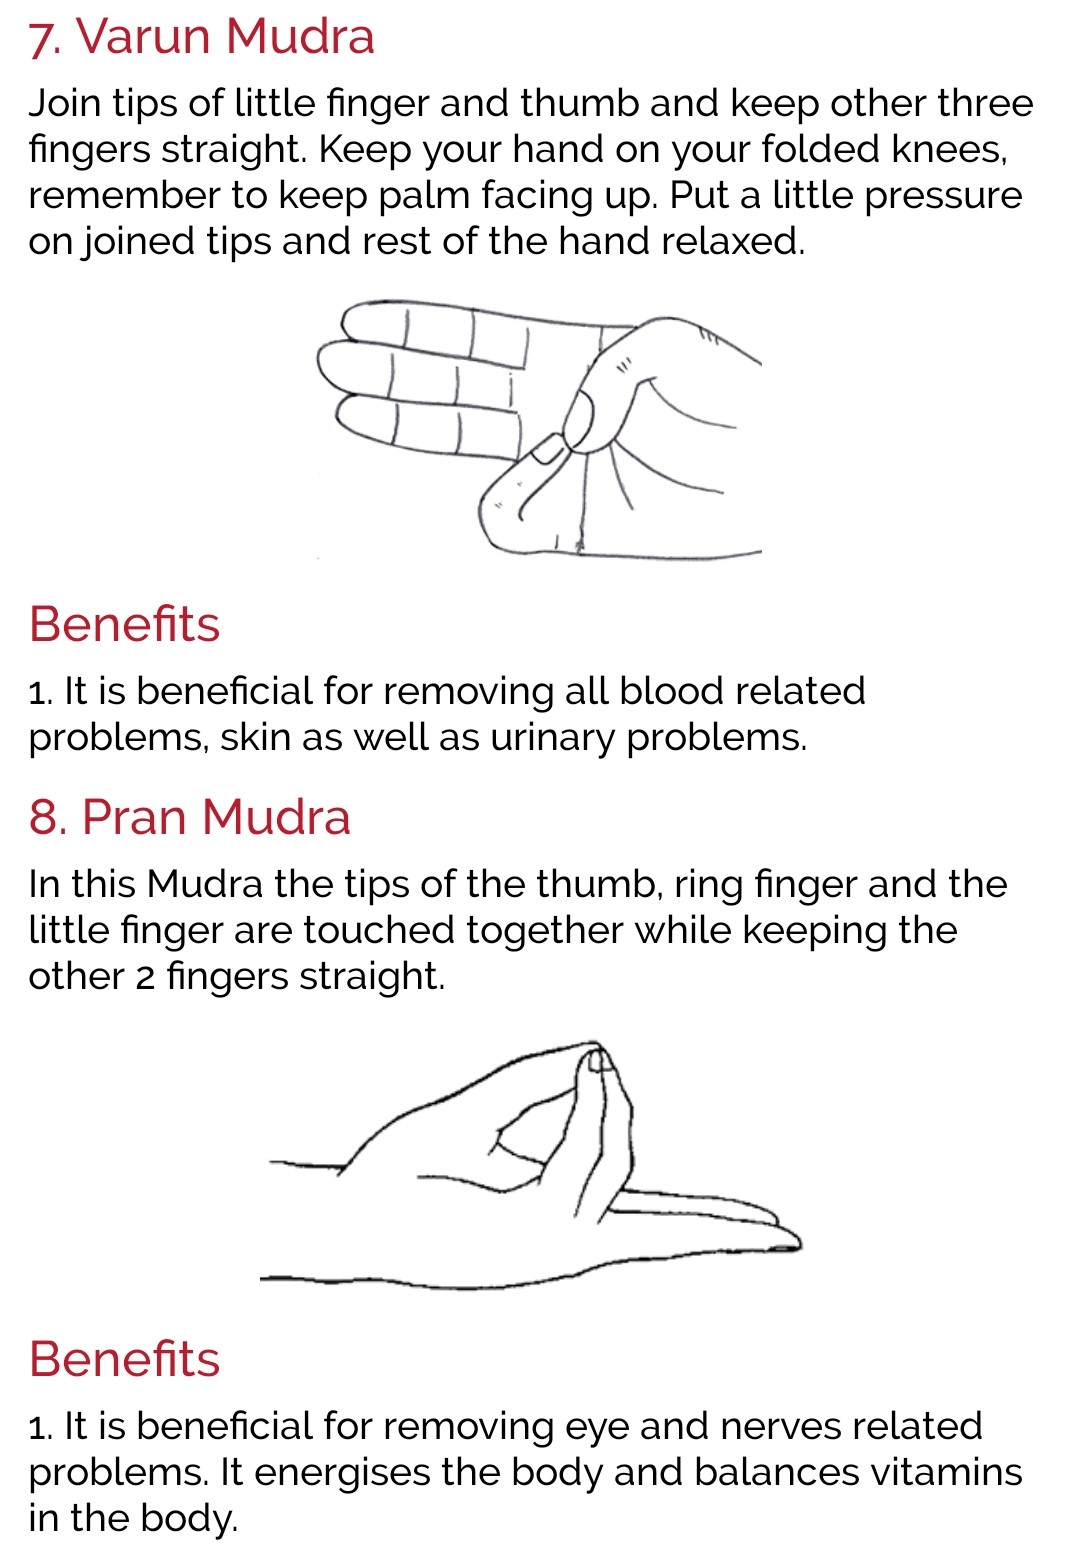 7. Varun Mudra
Join tips of little finger and thumb and keep other three
fingers straight. Keep your hand on your folded knees,
remember to keep palm facing up. Put a little pressure
on joined tips and rest of the hand relaxed.
Benefits
1. It is beneficial for removing all blood related
problems, skin as well as urinary problems.
8. Pran Mudra
In this Mudra the tips of the thumb, ring finger and the
little finger are touched together while keeping the
other 2 fingers straight.
Benefits
1. It is beneficial for removing eye and nerves related
problems. It energises the body and balances vitamins
in the body.